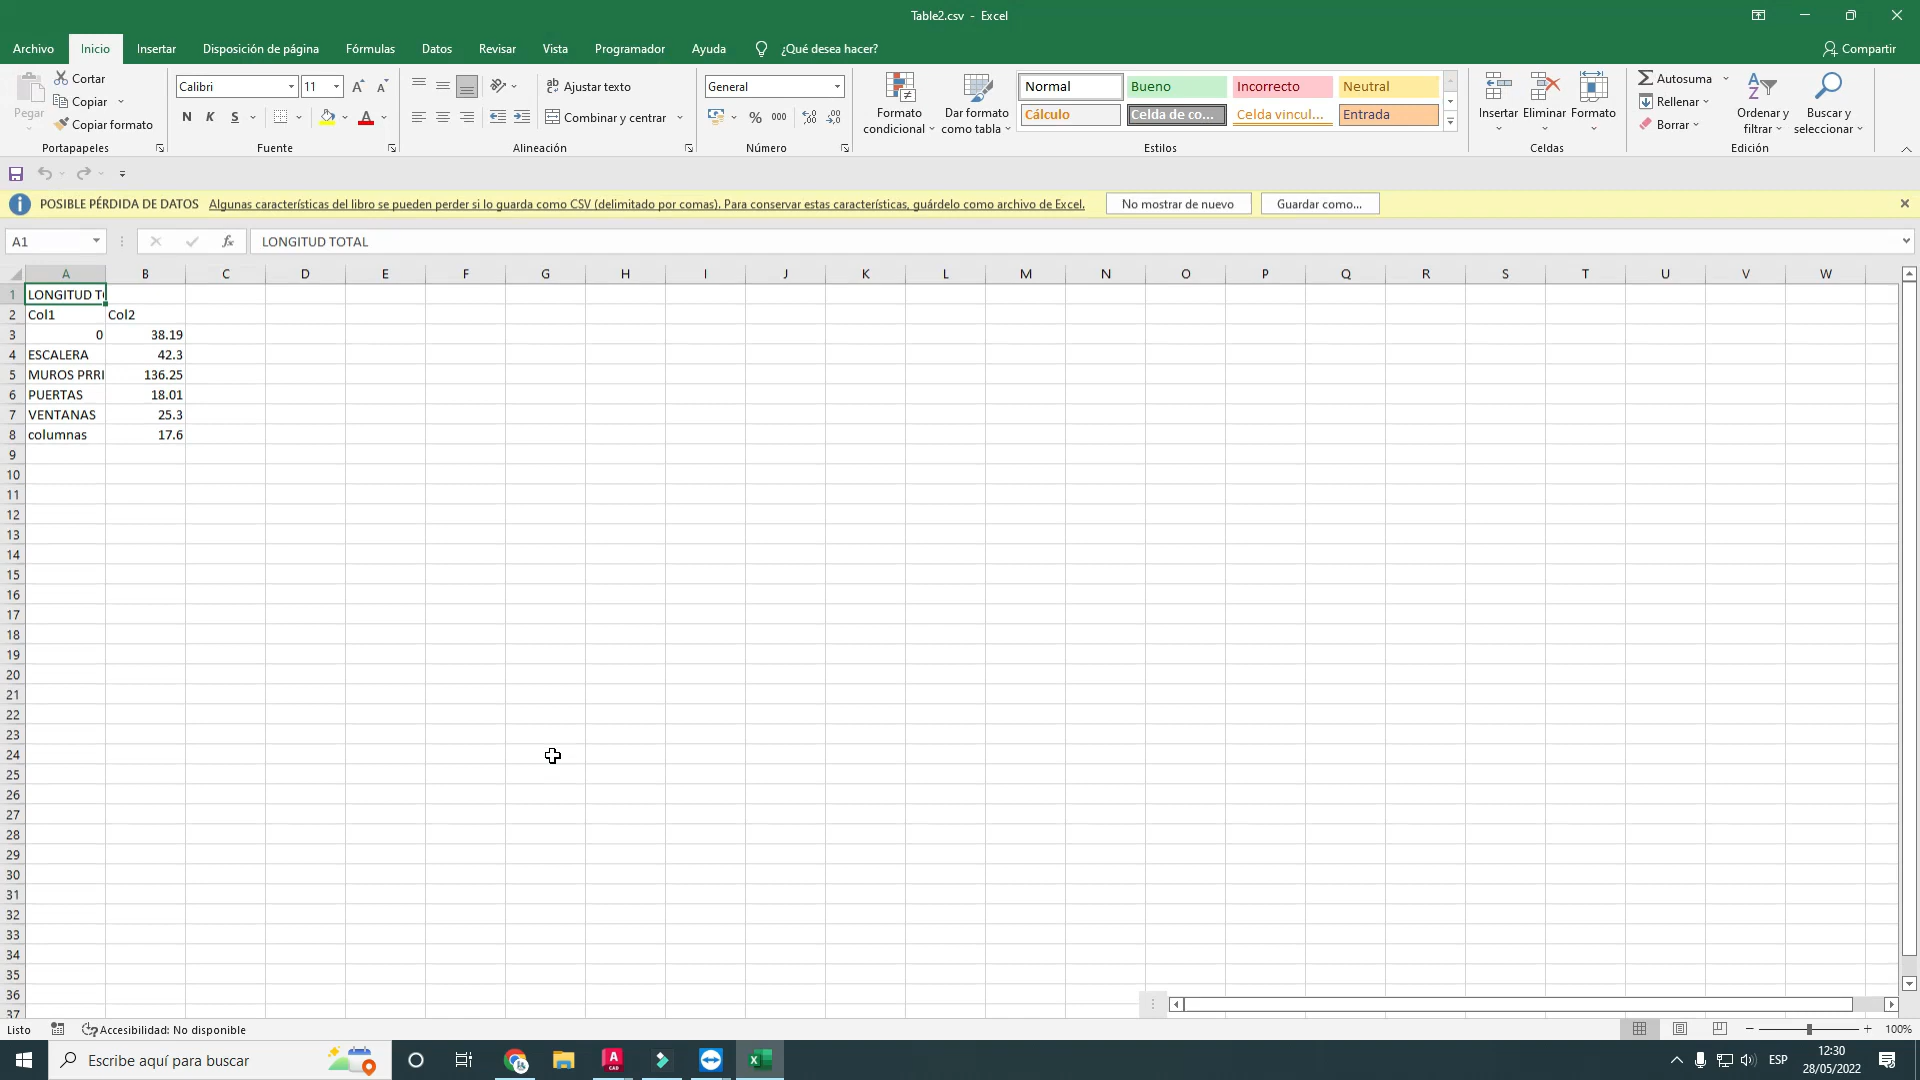 Table2.csv - Excel
Archivo Inicio Insertar Disposición de página Fórmulas Datos Revisar Vista Programador Ayuda ¿Qué desea hacer? Compartir
Pegar
Cortar
Copiar
Copiar formato
Portapapeles
Calibri 11
N K S
Fuente
Ajustar texto
Combinar y centrar
Alineación
General
% 000
Número
Formato condicional
Dar formato como tabla
Normal Bueno Incorrecto Neutral
Cálculo Celda de co... Celda vincul... Entrada
Estilos
Insertar Eliminar Formato
Celdas
Autosuma
Rellenar
Borrar
Ordenar y filtrar
Buscar y seleccionar
Edición
POSIBLE PÉRDIDA DE DATOS Algunas características del libro se pueden perder si lo guarda como CSV (delimitado por comas). Para conservar estas características, guárdelo como archivo de Excel. No mostrar de nuevo Guardar como...
A1 fx LONGITUD TOTAL
A B C D E F G H I J K L M N O P Q R S T U V W
1 LONGITUD T
2 Col1 Col2
3 0 38.19
4 ESCALERA 42.3
5 MUROS PRRI 136.25
6 PUERTAS 18.01
7 VENTANAS 25.3
8 columnas 17.6
9
10
11
12
13
14
15
16
17
18
19
20
21
22
23
24
25
26
27
28
29
30
31
32
33
34
35
36
37
Listo Accesibilidad: No disponible 100%
Escribe aquí para buscar
ESP
12:30
28/05/2022